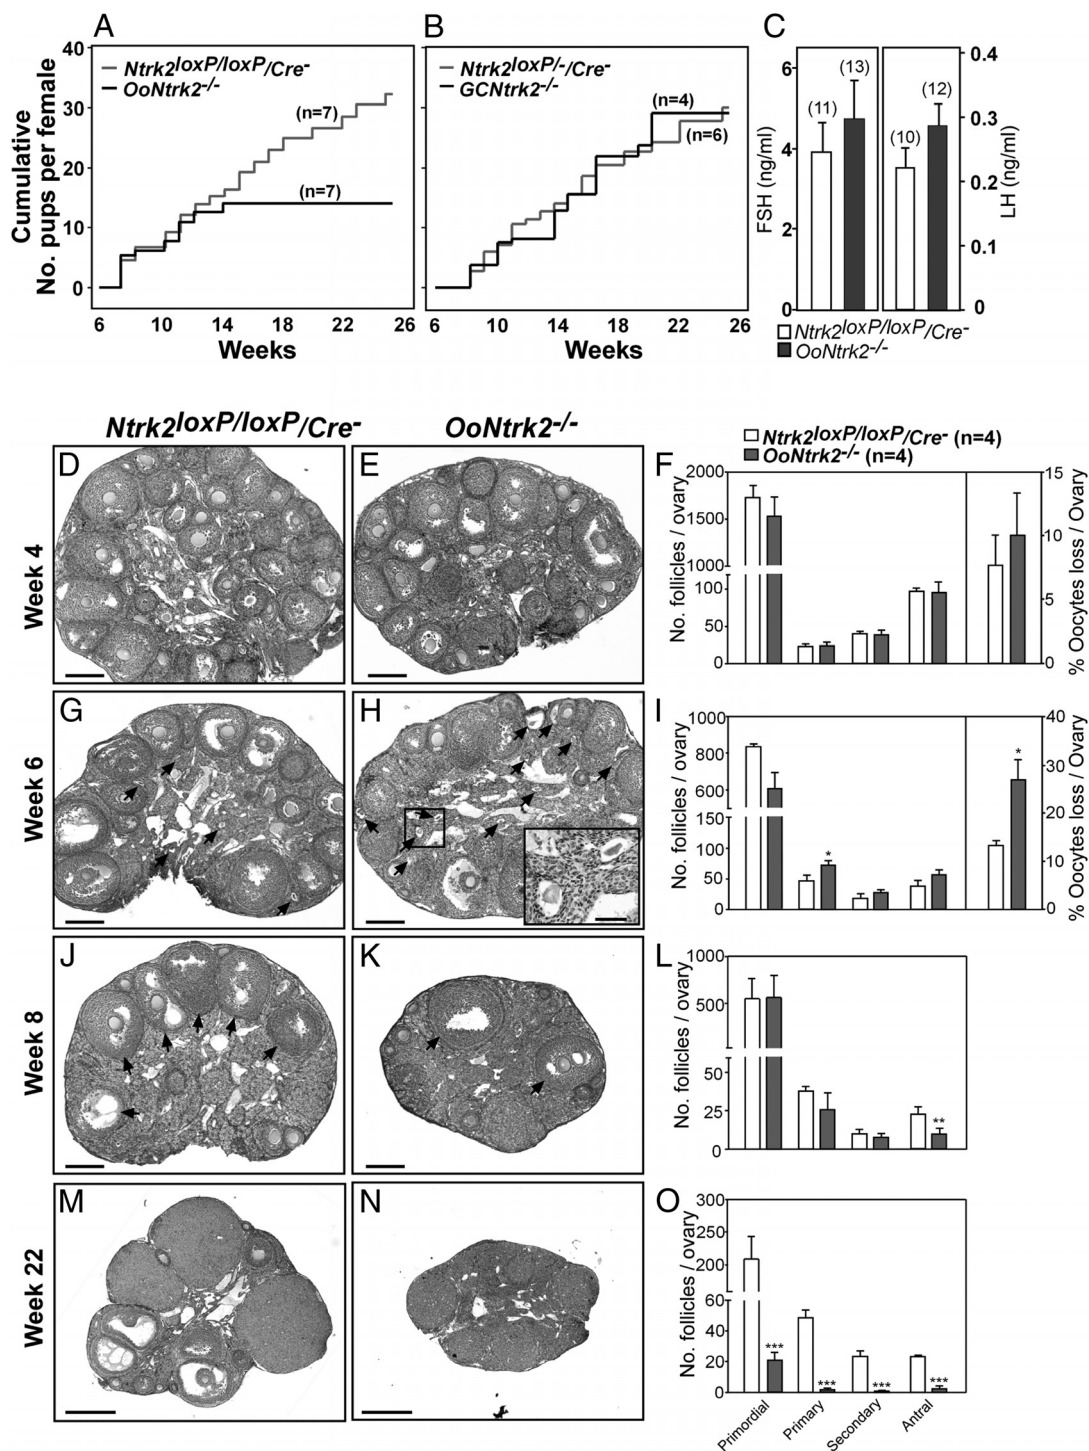 A
B
C
40
30
20
10
0
Ntrk2loxP/loxP/Cre-
OoNtrk2-/-
(n=7)
(n=7)
Cumulative
No. pups per female
6 10 14 18 22 26
Weeks
Ntrk2loxP/-/Cre-
GCNtrk2-/-
(n=4)
(n=6)
6 10 14 18 22 26
Weeks
6
4
2
0
FSH (ng/ml)
(11)
(13)
(10)
(12)
0.4
0.3
0.2
0.1
0
LH (ng/ml)
Ntrk2loxP/loxP/Cre-
OoNtrk2-/-
Ntrk2loxP/loxP/Cre-
OoNtrk2-/-
Ntrk2loxP/loxP/Cre- (n=4)
OoNtrk2-/- (n=4)
Week 4
D
E
F
2000
1500
1000
100
50
0
No. follicles / ovary
15
10
5
0
% Oocytes loss / Ovary
Week 6
G
H
I
1000
800
600
150
100
50
0
No. follicles / ovary
*
*
40
30
20
10
0
% Oocytes loss / Ovary
Week 8
J
K
L
1000
500
50
25
0
No. follicles / ovary
**
Week 22
M
N
O
300
250
200
60
40
20
0
No. follicles / ovary
***
***
***
***
Primordial
Primary
Secondary
Antral